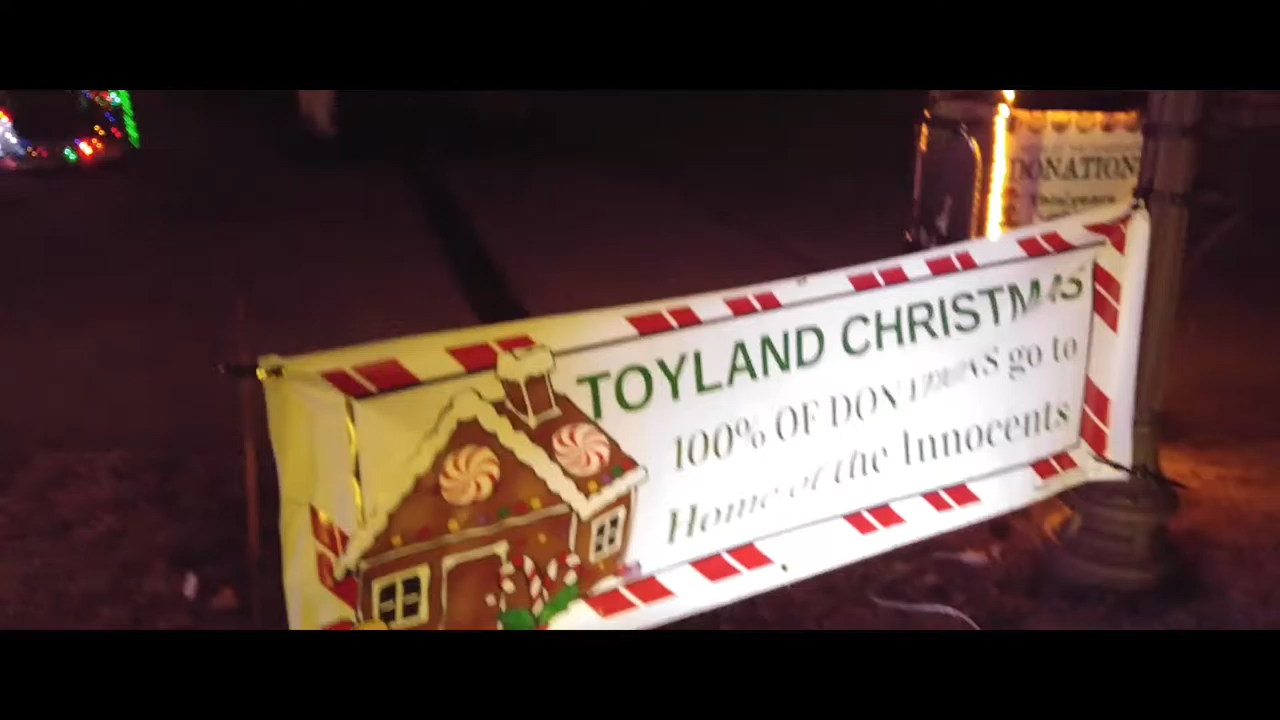 DONATION
TOYLAND CHRISTMAS
100% OF DONATIONS go to
Home of the Innocents